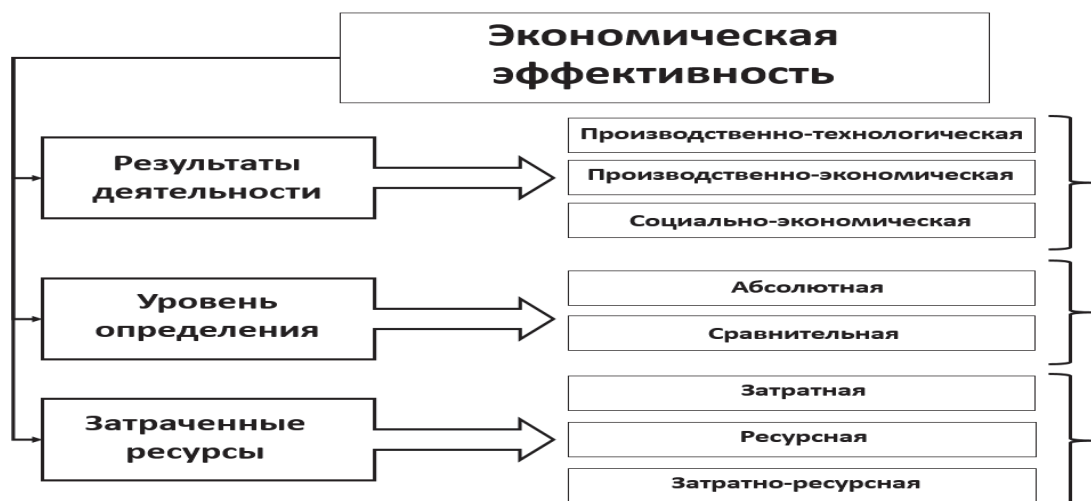 Экономическая
эффективность
Результаты
деятельности
Производственно-технологическая
Производственно-экономическая
Социально-экономическая
Уровень
определения
Абсолютная
Сравнительная
Затраченные
ресурсы
Затратная
Ресурсная
Затратно-ресурсная